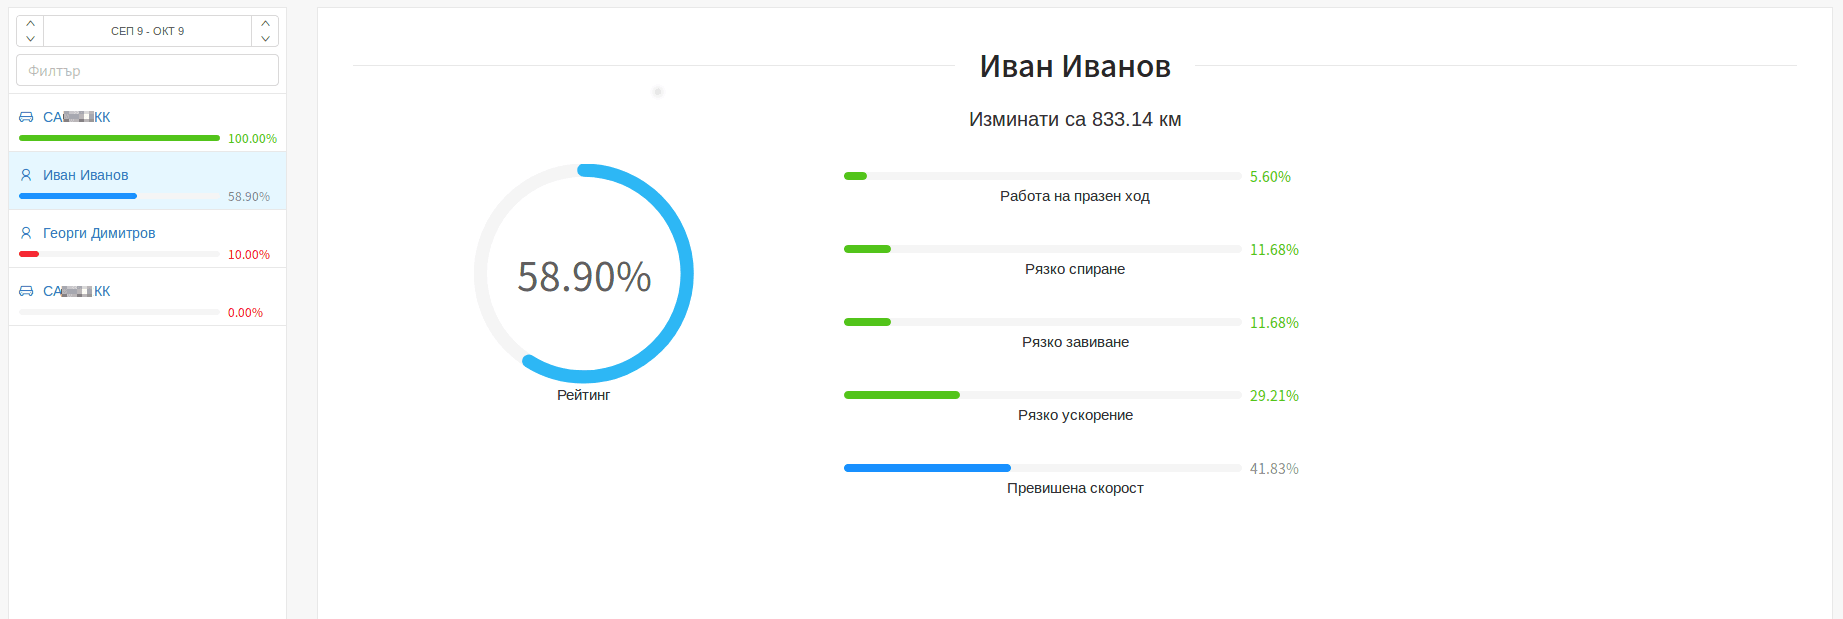 СЕП 9 - ОКТ 9
Филтър
СА КК
100.00%
Иван Иванов
58.90%
Георги Димитров
10.00%
СА КК
0.00%
Иван Иванов
Изминати са 833.14 км
58.90%
Рейтинг
5.60%
Работа на празен ход
11.68%
Рязко спиране
11.68%
Рязко завиване
29.21%
Рязко ускорение
41.83%
Превишена скорост